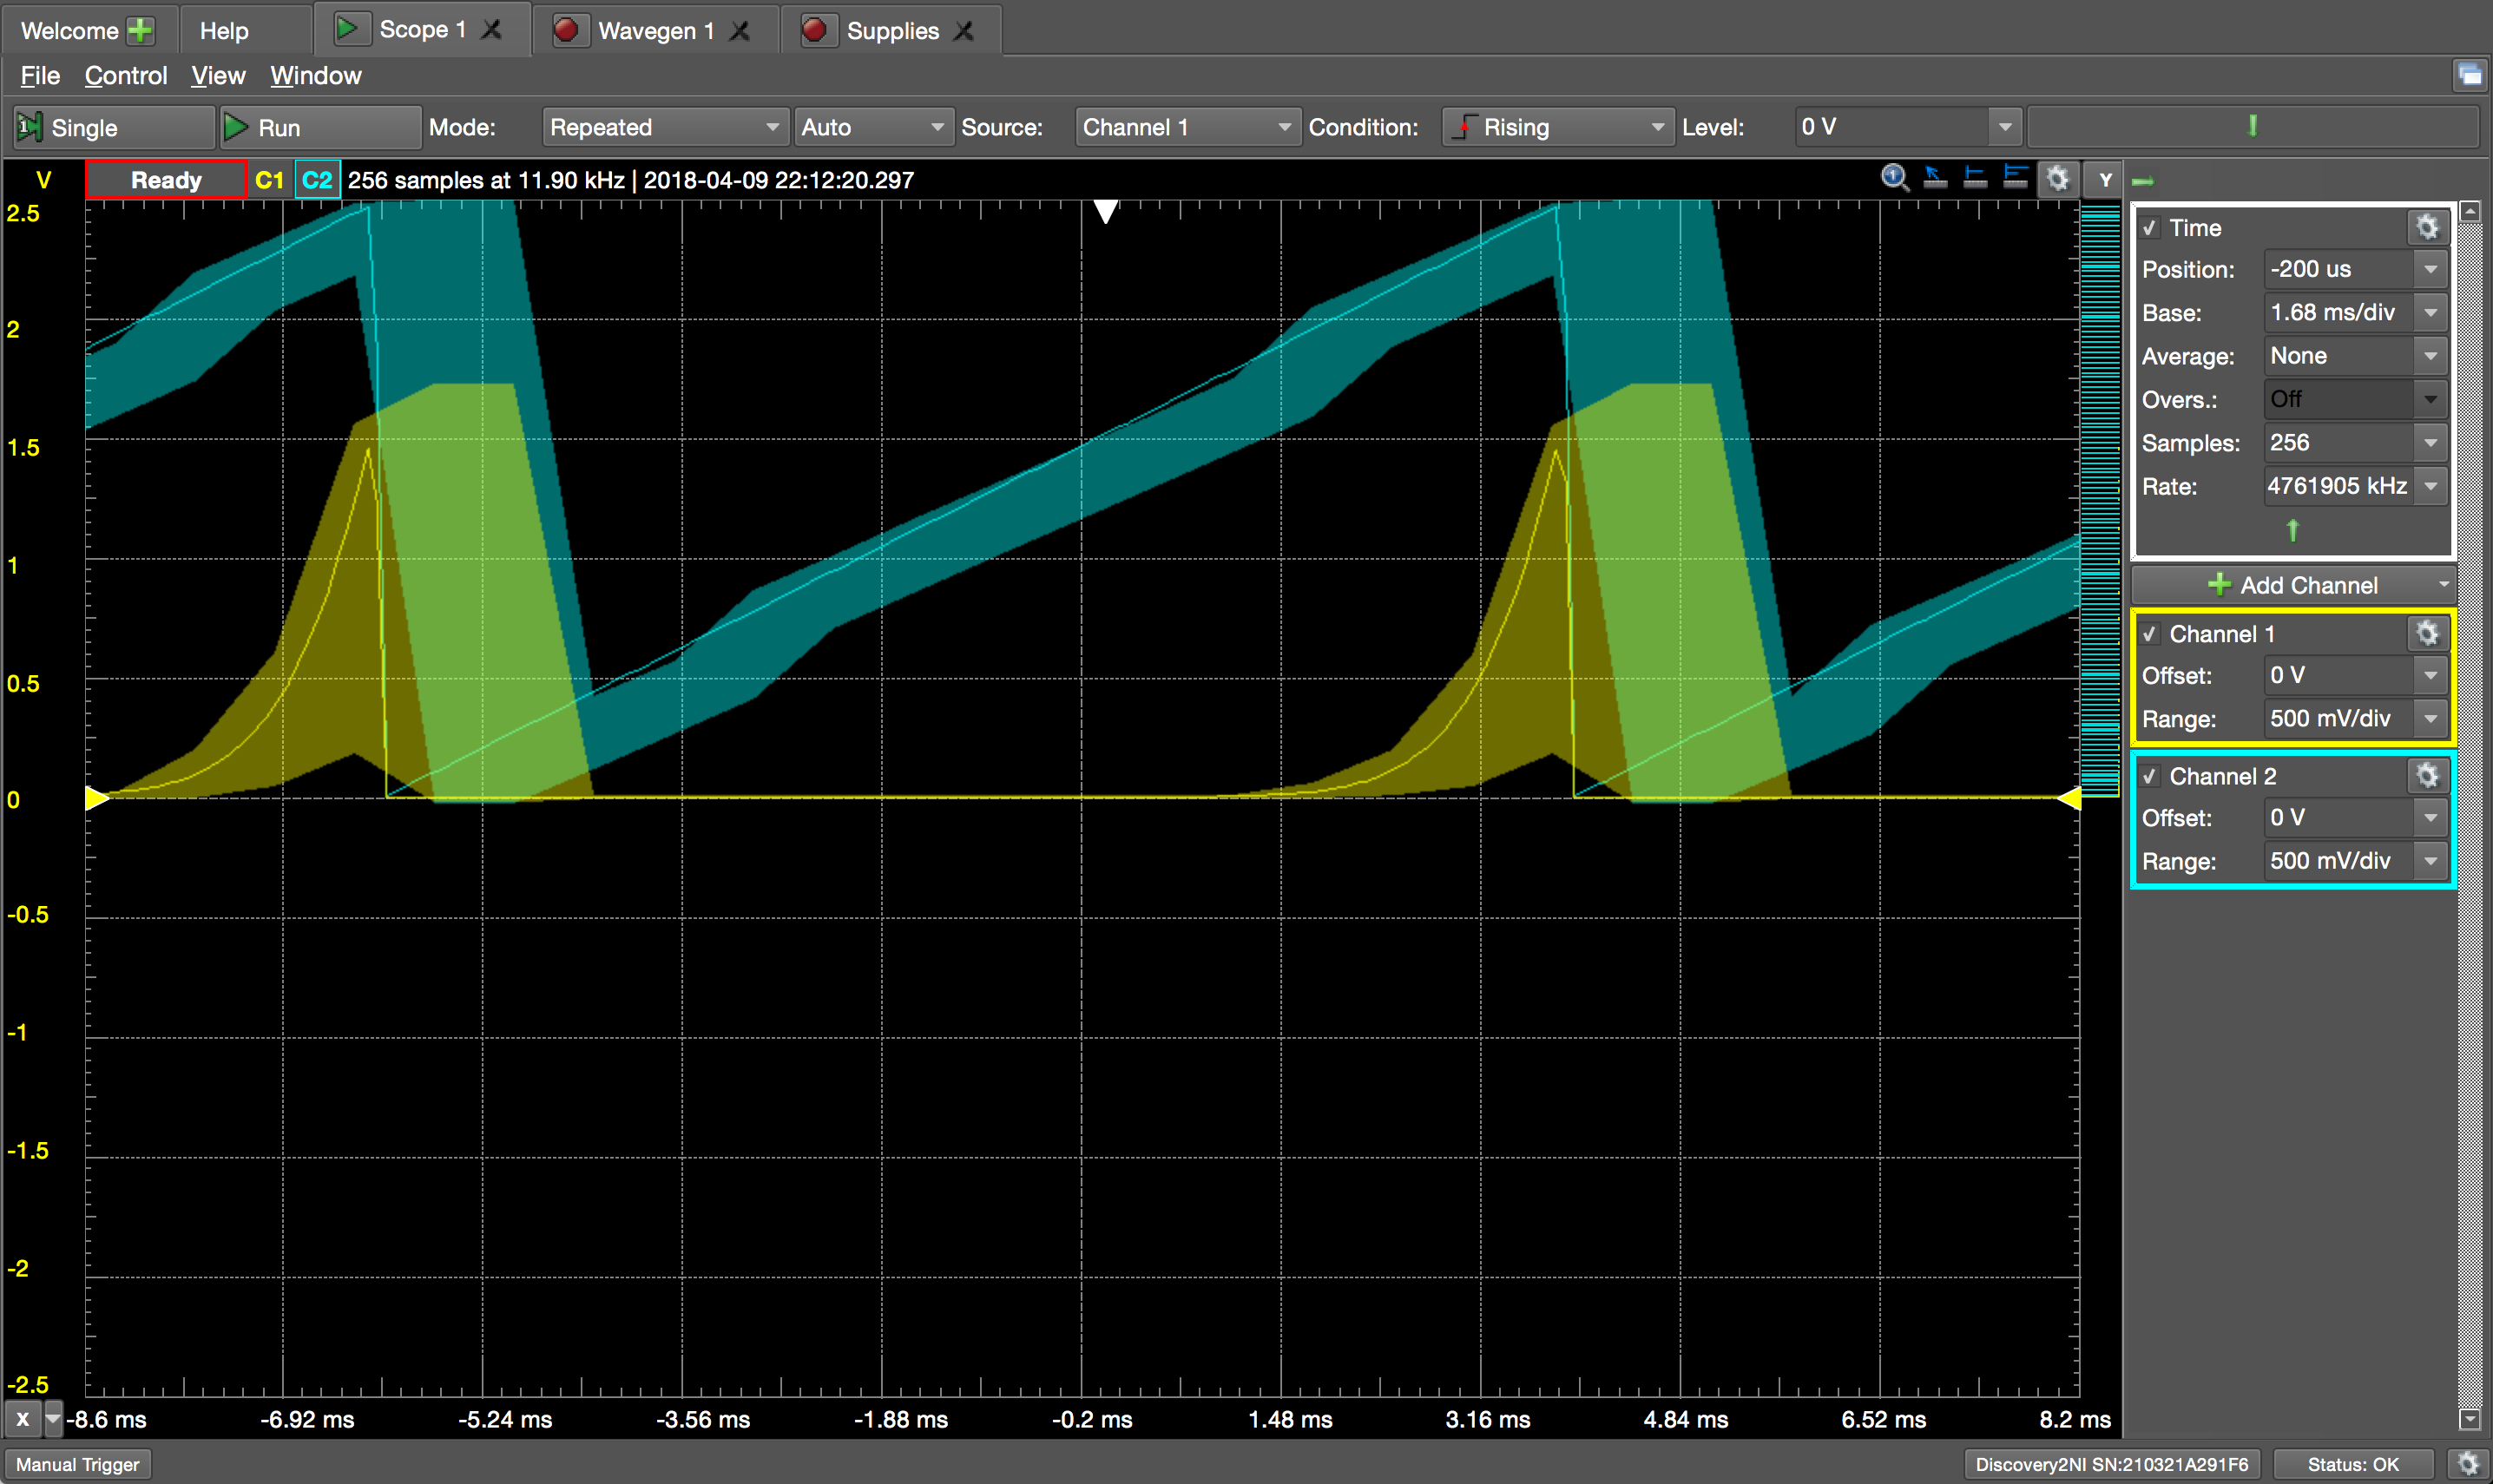 Welcome Help Scope 1 Wavegen 1 Supplies
File Control View Window
Single Run Mode: Repeated Auto Source: Channel 1 Condition: Rising Level: 0 V
V Ready C1 C2 256 samples at 11.90 kHz | 2018-04-09 22:12:20.297 Y
2.5
2
1.5
1
0.5
0
-0.5
-1
-1.5
-2
-2.5
X -8.6 ms -6.92 ms -5.24 ms -3.56 ms -1.88 ms -0.2 ms 1.48 ms 3.16 ms 4.84 ms 6.52 ms 8.2 ms
Time
Position: -200 us
Base: 1.68 ms/div
Average: None
Overs.: Off
Samples: 256
Rate: 4761905 kHz
Add Channel
Channel 1
Offset: 0 V
Range: 500 mV/div
Channel 2
Offset: 0 V
Range: 500 mV/div
Manual Trigger Discovery2NI SN:210321A291F6 Status: OK